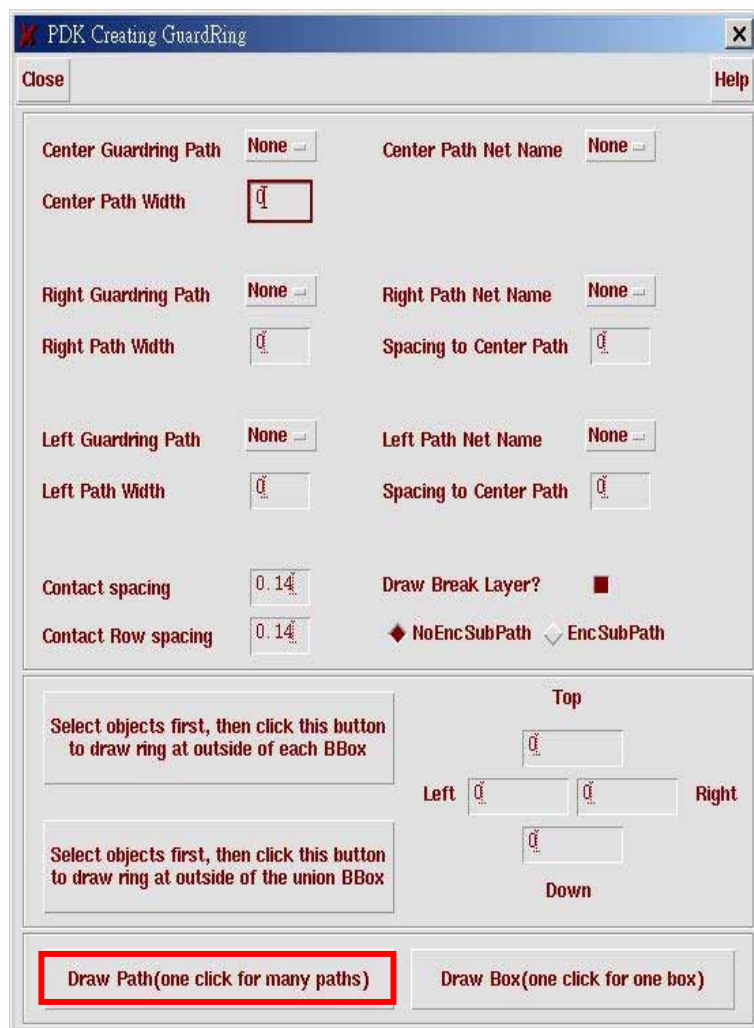 PDK Creating GuardRing
Close Help
Center Guardring Path None Center Path Net Name None
Center Path Width 0
Right Guardring Path None Right Path Net Name None
Right Path Width 0 Spacing to Center Path 0
Left Guardring Path None Left Path Net Name None
Left Path Width 0 Spacing to Center Path 0
Contact spacing 0.14 Draw Break Layer?
Contact Row spacing 0.14 NoEncSubPath EncSubPath
Select objects first, then click this button
to draw ring at outside of each BBox
Top
0
Left 0 0 Right
0
Down
Select objects first, then click this button
to draw ring at outside of the union BBox
Draw Path(one click for many paths) Draw Box(one click for one box)